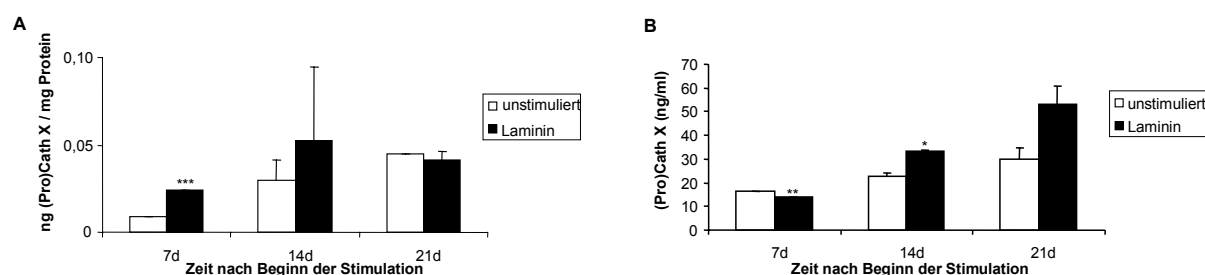 A
ng (Pro)Cath X / mg Protein
0,10
0,05
0
***
7d
14d
21d
Zeit nach Beginn der Stimulation
unstimuliert
Laminin
B
(Pro)Cath X (ng/ml)
70
60
50
40
30
20
10
0
**
*
7d
14d
21d
Zeit nach Beginn der Stimulation
unstimuliert
Laminin